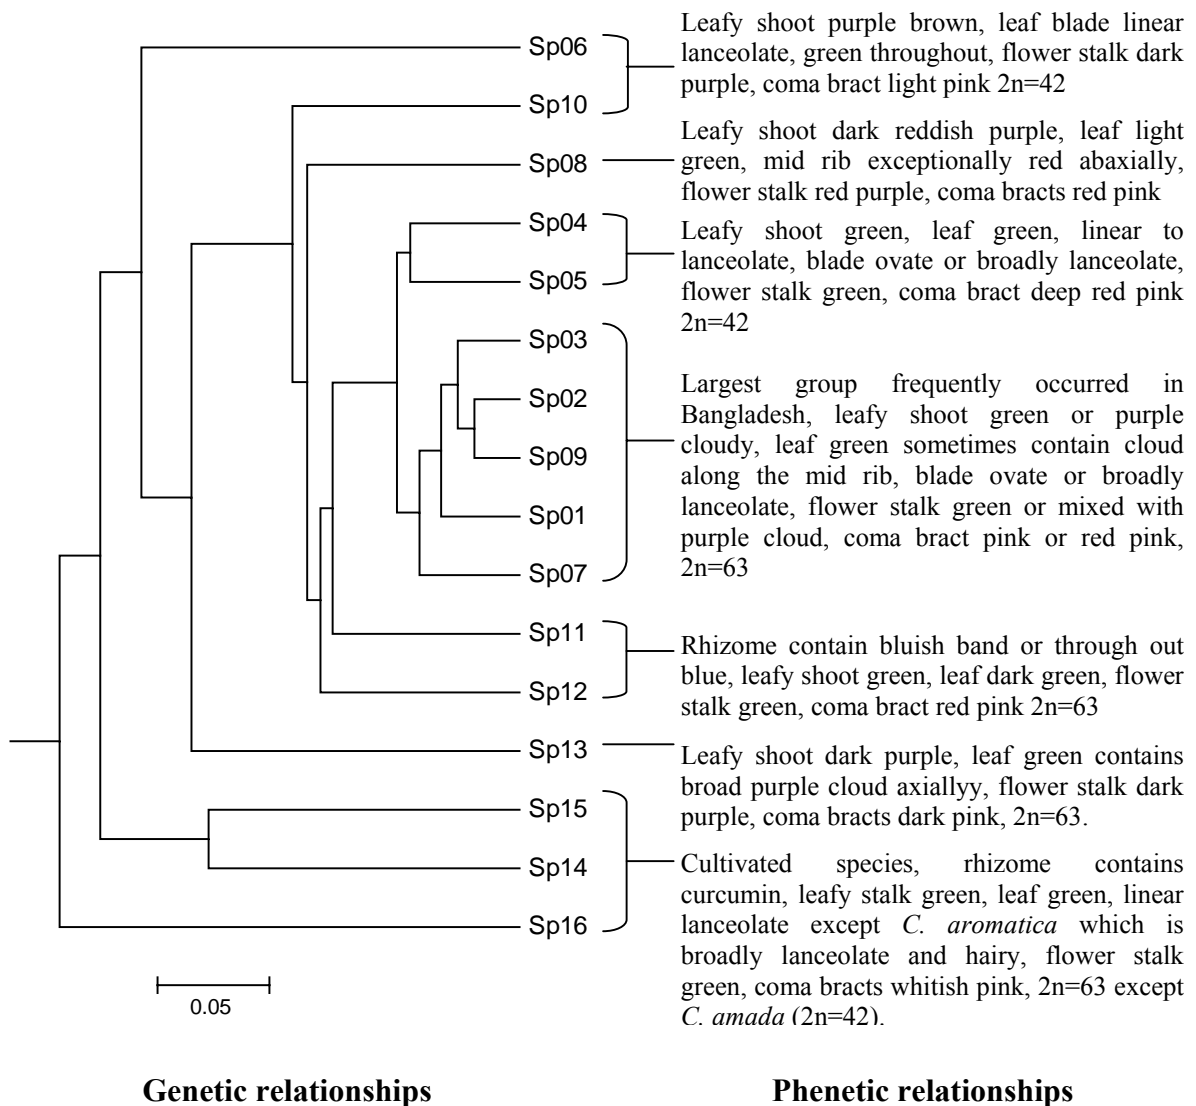 Sp06
Sp10
Sp08
Sp04
Sp05
Sp03
Sp02
Sp09
Sp01
Sp07
Sp11
Sp12
Sp13
Sp15
Sp14
Sp16
0.05
Leafy shoot purple brown, leaf blade linear
lanceolate, green throughout, flower stalk dark
purple, coma bract light pink 2n=42
Leafy shoot dark reddish purple, leaf light
green, mid rib exceptionally red abaxially,
flower stalk red purple, coma bracts red pink
Leafy shoot green, leaf green, linear to
lanceolate, blade ovate or broadly lanceolate,
flower stalk green, coma bract deep red pink
2n=42
Largest group frequently occurred in
Bangladesh, leafy shoot green or purple
cloudy, leaf green sometimes contain cloud
along the mid rib, blade ovate or broadly
lanceolate, flower stalk green or mixed with
purple cloud, coma bract pink or red pink,
2n=63
Rhizome contain bluish band or through out
blue, leafy shoot green, leaf dark green, flower
stalk green, coma bract red pink 2n=63
Leafy shoot dark purple, leaf green contains
broad purple cloud axiallyy, flower stalk dark
purple, coma bracts dark pink, 2n=63.
Cultivated species, rhizome contains
curcumin, leafy stalk green, leaf green, linear
lanceolate except C. aromatica which is
broadly lanceolate and hairy, flower stalk
green, coma bracts whitish pink, 2n=63 except
C. amada (2n=42).
Genetic relationships
Phenetic relationships